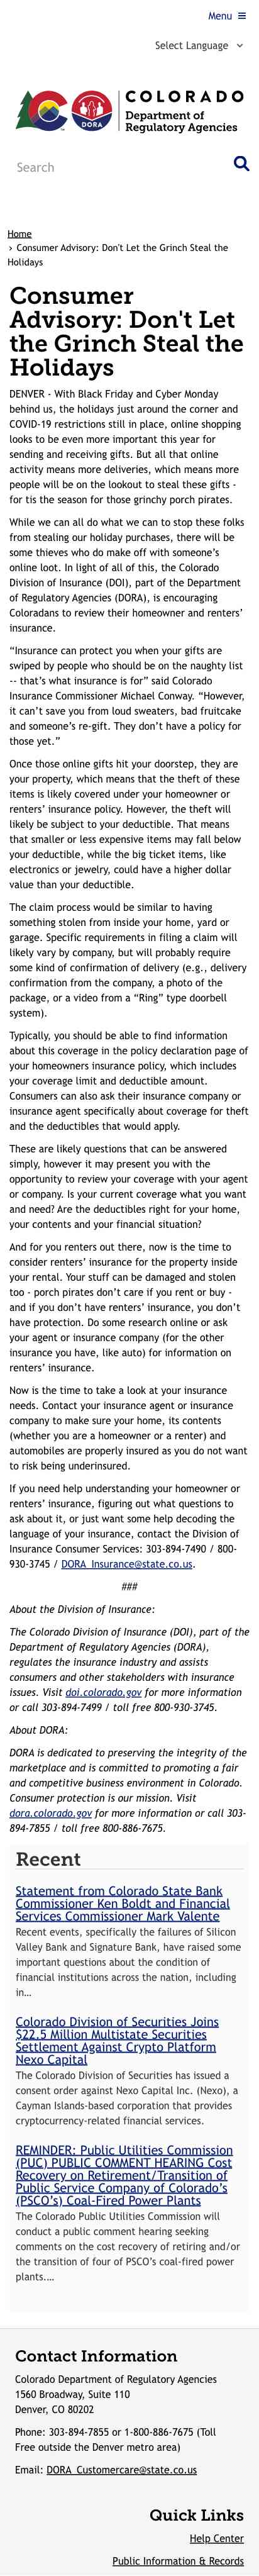 Menu
Select Language
CDOR
DORA
COLORADO
Department of
Regulatory Agencies
Search
Home
› Consumer Advisory: Don't Let the Grinch Steal the
Holidays
Consumer
Advisory: Don't Let
the Grinch Steal the
Holidays
DENVER - With Black Friday and Cyber Monday
behind us, the holidays just around the corner and
COVID-19 restrictions still in place, online shopping
looks to be even more important this year for
sending and receiving gifts. But all that online
activity means more deliveries, which means more
people will be on the lookout to steal these gifts -
for tis the season for those grinchy porch pirates.
While we can all do what we can to stop these folks
from stealing our holiday purchases, there will be
some thieves who do make off with someone’s
online loot. In light of all of this, the Colorado
Division of Insurance (DOI), part of the Department
of Regulatory Agencies (DORA), is encouraging
Coloradans to review their homeowner and renters’
insurance.
“Insurance can protect you when your gifts are
swiped by people who should be on the naughty list
-- that’s what insurance is for” said Colorado
Insurance Commissioner Michael Conway. “However,
it can’t save you from loud sweaters, bad fruitcake
and someone’s re-gift. They don’t have a policy for
those yet.”
Once those online gifts hit your doorstep, they are
your property, which means that the theft of these
items is likely covered under your homeowner or
renters’ insurance policy. However, the theft will
likely be subject to your deductible. That means
that smaller or less expensive items may fall below
your deductible, while the big ticket items, like
electronics or jewelry, could have a higher dollar
value than your deductible.
The claim process would be similar to having
something stolen from inside your home, yard or
garage. Specific requirements in filing a claim will
likely vary by company, but will probably require
some kind of confirmation of delivery (e.g., delivery
confirmation from the company, a photo of the
package, or a video from a “Ring” type doorbell
system).
Typically, you should be able to find information
about this coverage in the policy declaration page of
your homeowners insurance policy, which includes
your coverage limit and deductible amount.
Consumers can also ask their insurance company or
insurance agent specifically about coverage for theft
and the deductibles that would apply.
These are likely questions that can be answered
simply, however it may present you with the
opportunity to review your coverage with your agent
or company. Is your current coverage what you want
and need? Are the deductibles right for your home,
your contents and your financial situation?
And for you renters out there, now is the time to
consider renters’ insurance for the property inside
your rental. Your stuff can be damaged and stolen
too - porch pirates don’t care if you rent or buy -
and if you don’t have renters’ insurance, you don’t
have protection. Do some research online or ask
your agent or insurance company (for the other
insurance you have, like auto) for information on
renters’ insurance.
Now is the time to take a look at your insurance
needs. Contact your insurance agent or insurance
company to make sure your home, its contents
(whether you are a homeowner or a renter) and
automobiles are properly insured as you do not want
to risk being underinsured.
If you need help understanding your homeowner or
renters’ insurance, figuring out what questions to
ask about it, or just want some help decoding the
language of your insurance, contact the Division of
Insurance Consumer Services: 303-894-7490 / 800-
930-3745 / DORA_Insurance@state.co.us.
###
About the Division of Insurance:
The Colorado Division of Insurance (DOI), part of the
Department of Regulatory Agencies (DORA),
regulates the insurance industry and assists
consumers and other stakeholders with insurance
issues. Visit doi.colorado.gov for more information
or call 303-894-7499 / toll free 800-930-3745.
About DORA:
DORA is dedicated to preserving the integrity of the
marketplace and is committed to promoting a fair
and competitive business environment in Colorado.
Consumer protection is our mission. Visit
dora.colorado.gov for more information or call 303-
894-7855 / toll free 800-886-7675.
Recent
Statement from Colorado State Bank
Commissioner Ken Boldt and Financial
Services Commissioner Mark Valente
Recent events, specifically the failures of Silicon
Valley Bank and Signature Bank, have raised some
important questions about the condition of
financial institutions across the nation, including
in…
Colorado Division of Securities Joins
$22.5 Million Multistate Securities
Settlement Against Crypto Platform
Nexo Capital
The Colorado Division of Securities has issued a
consent order against Nexo Capital Inc. (Nexo), a
Cayman Islands-based corporation that provides
cryptocurrency-related financial services.
REMINDER: Public Utilities Commission
(PUC) PUBLIC COMMENT HEARING Cost
Recovery on Retirement/Transition of
Public Service Company of Colorado’s
(PSCO’s) Coal-Fired Power Plants
The Colorado Public Utilities Commission will
conduct a public comment hearing seeking
comments on the cost recovery of retiring and/or
the transition of four of PSCO’s coal-fired power
plants.…
Contact Information
Colorado Department of Regulatory Agencies
1560 Broadway, Suite 110
Denver, CO 80202
Phone: 303-894-7855 or 1-800-886-7675 (Toll
Free outside the Denver metro area)
Email: DORA_Customercare@state.co.us
Quick Links
Help Center
Public Information & Records